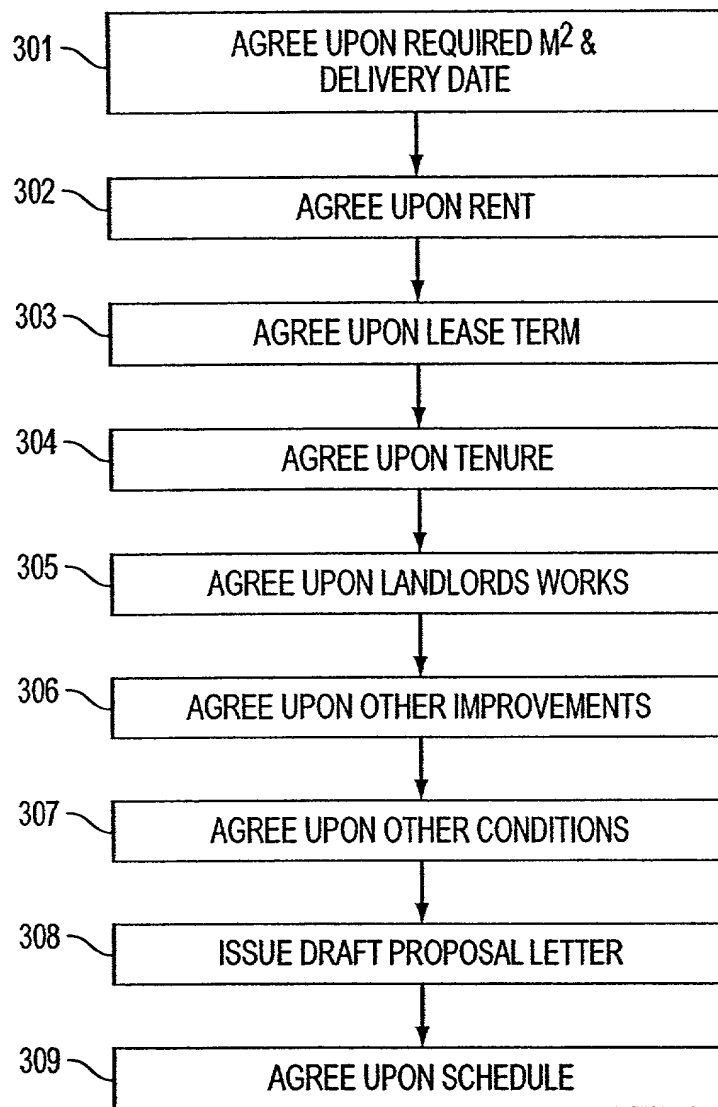 301
AGREE UPON REQUIRED M² &
DELIVERY DATE
302
AGREE UPON RENT
303
AGREE UPON LEASE TERM
304
AGREE UPON TENURE
305
AGREE UPON LANDLORDS WORKS
306
AGREE UPON OTHER IMPROVEMENTS
307
AGREE UPON OTHER CONDITIONS
308
ISSUE DRAFT PROPOSAL LETTER
309
AGREE UPON SCHEDULE